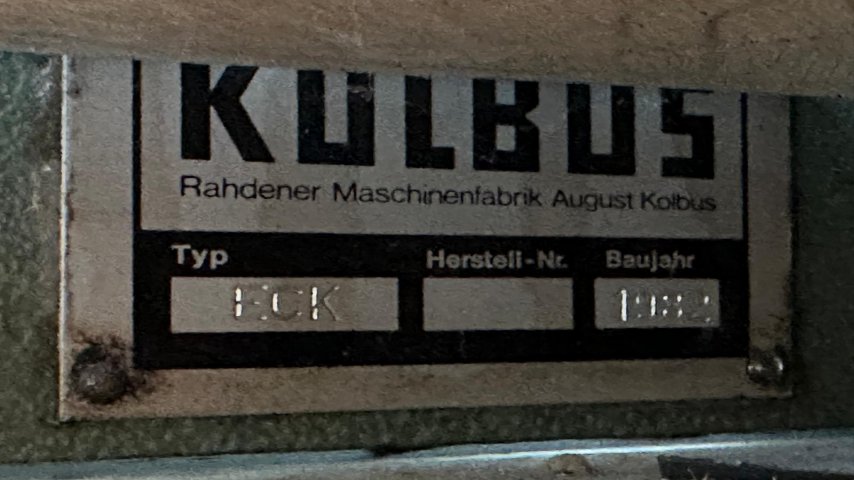 KOLBUS
Rahdener Maschinenfabrik August Kolbus
Typ Herstell-Nr. Baujahr
ECK 1982